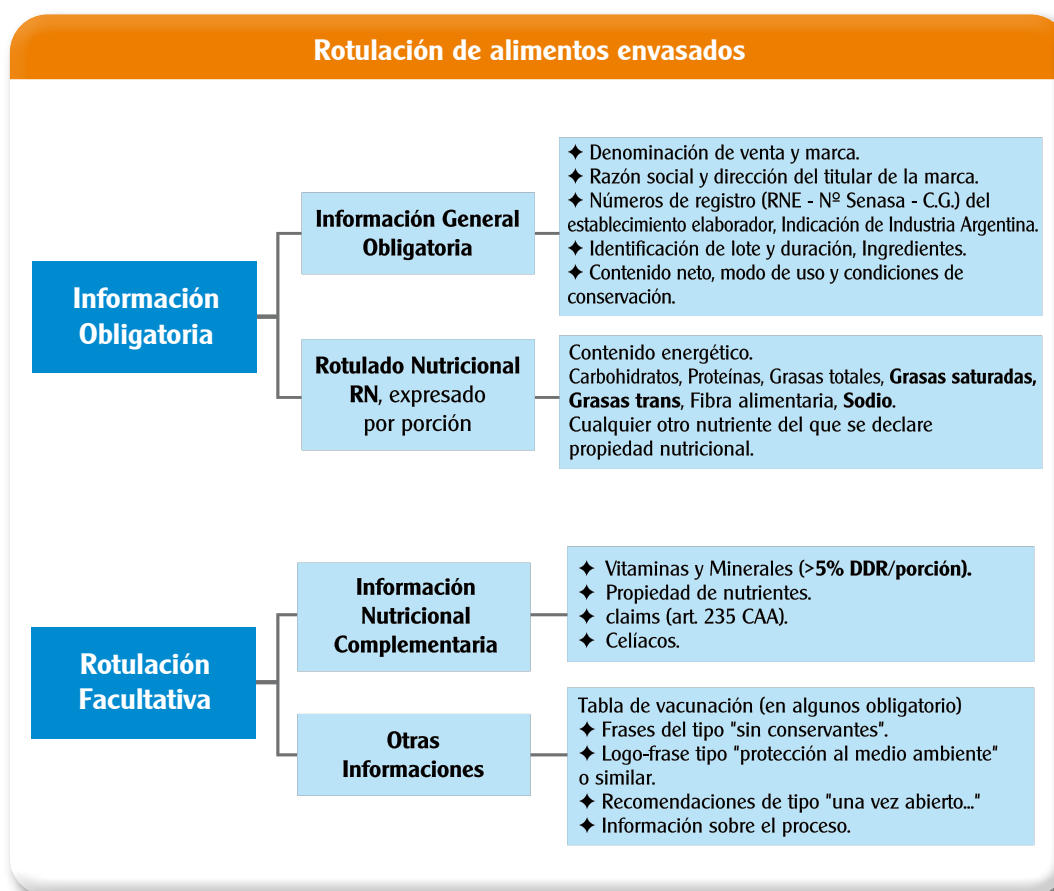 Rotulación de alimentos envasados
Información
Obligatoria
Información General
Obligatoria
✦ Denominación de venta y marca.
✦ Razón social y dirección del titular de la marca.
✦ Números de registro (RNE - Nº Senasa - C.G.) del
establecimiento elaborador, Indicación de Industria Argentina.
✦ Identificación de lote y duración, Ingredientes.
✦ Contenido neto, modo de uso y condiciones de
conservación.
Rotulado Nutricional
RN, expresado
por porción
Contenido energético.
Carbohidratos, Proteínas, Grasas totales, Grasas saturadas,
Grasas trans, Fibra alimentaria, Sodio.
Cualquier otro nutriente del que se declare
propiedad nutricional.
Rotulación
Facultativa
Información
Nutricional
Complementaria
✦ Vitaminas y Minerales (>5% DDR/porción).
✦ Propiedad de nutrientes.
✦ claims (art. 235 CAA).
✦ Celíacos.
Otras
Informaciones
Tabla de vacunación (en algunos obligatorio)
✦ Frases del tipo "sin conservantes".
✦ Logo-frase tipo "protección al medio ambiente"
o similar.
✦ Recomendaciones de tipo "una vez abierto..."
✦ Información sobre el proceso.